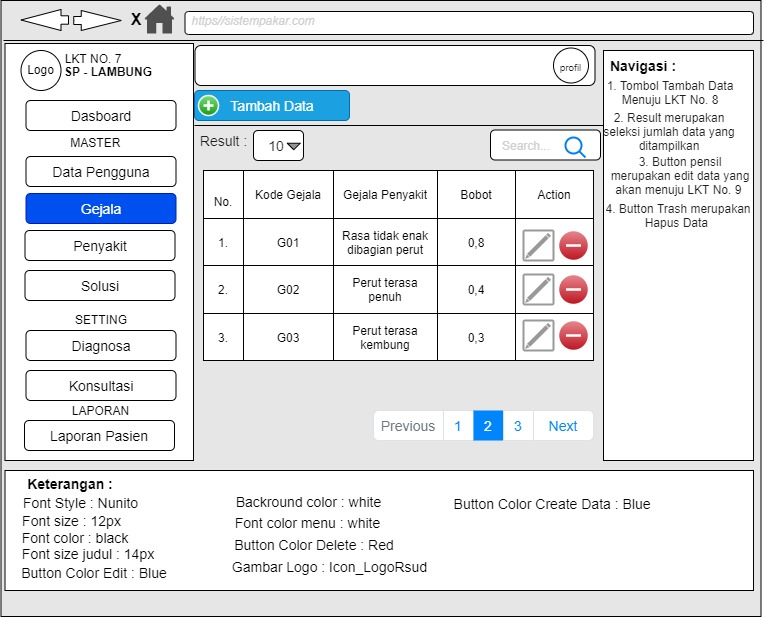 X
https//sistempakar.com
Logo
LKT NO. 7
SP - LAMBUNG
Dasboard
MASTER
Data Pengguna
Gejala
Penyakit
Solusi
SETTING
Diagnosa
Konsultasi
LAPORAN
Laporan Pasien
profil
Tambah Data
Result :
10
Search...
No. Kode Gejala Gejala Penyakit Bobot Action
1. G01 Rasa tidak enak dibagian perut 0,8
2. G02 Perut terasa penuh 0,4
3. G03 Perut terasa kembung 0,3
Previous 1 2 3 Next
Navigasi :
1. Tombol Tambah Data
Menuju LKT No. 8
2. Result merupakan
seleksi jumlah data yang
ditampilkan
3. Button pensil
merupakan edit data yang
akan menuju LKT No. 9
4. Button Trash merupakan
Hapus Data
Keterangan :
Font Style : Nunito
Font size : 12px
Font color : black
Font size judul : 14px
Button Color Edit : Blue
Backround color : white
Font color menu : white
Button Color Delete : Red
Gambar Logo : Icon_LogoRsud
Button Color Create Data : Blue